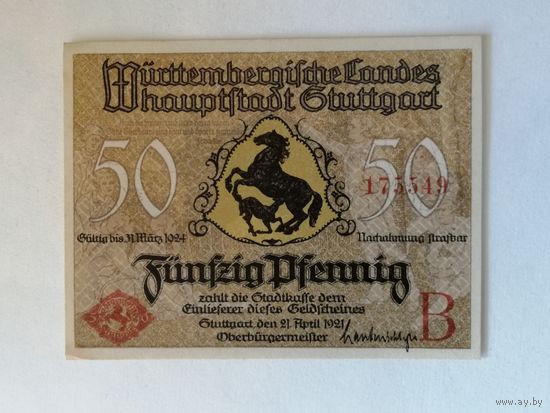 Württembergische Landes
hauptstadt Stuttgart
50 50
175549
Gültig bis 31 März 1924 Nachahmung strafbar
Fünfzig Pfennig
zahlt die Stadtkasse dem
Einlieferer dieses Geldscheines
Stuttgart den 21. April 1921
Oberbürgermeister
B
www.ay.by